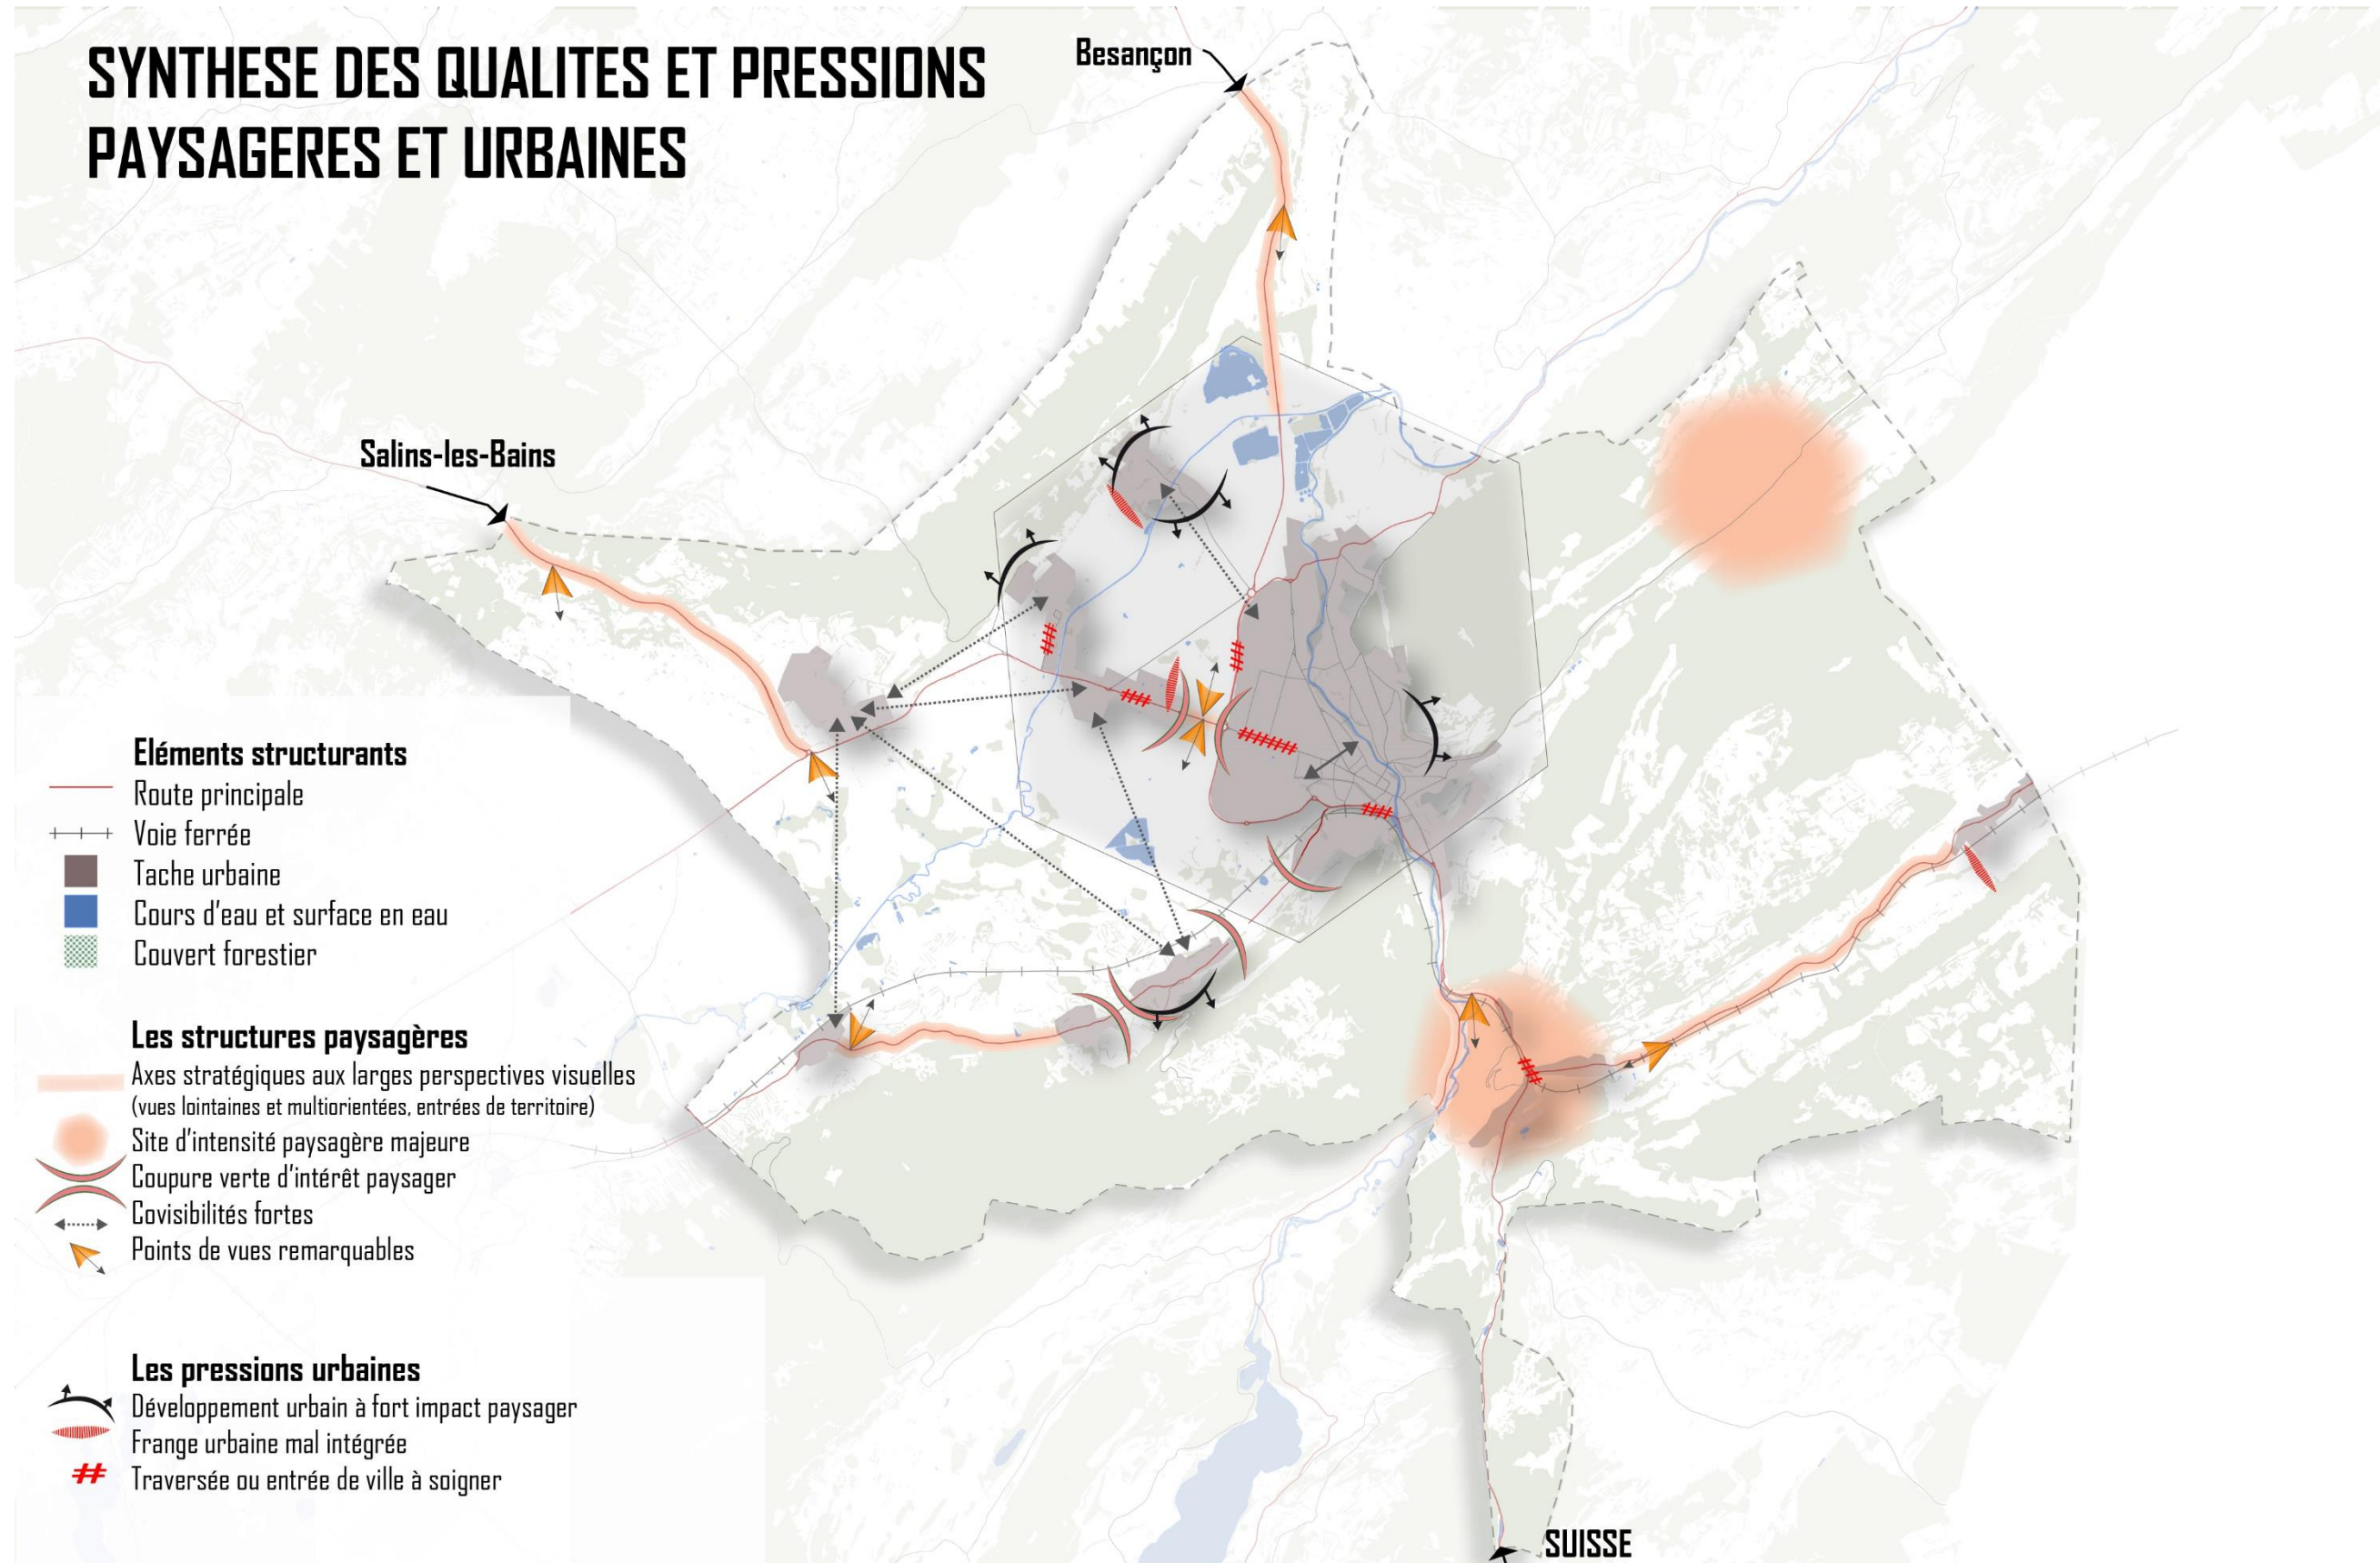 SYNTHESE DES QUALITES ET PRESSIONS
PAYSAGERES ET URBAINES
Besançon
Salins-les-Bains
Eléments structurants
Route principale
Voie ferrée
Tache urbaine
Cours d'eau et surface en eau
Couvert forestier
Les structures paysagères
Axes stratégiques aux larges perspectives visuelles
(vues lointaines et multiorientées, entrées de territoire)
Site d'intensité paysagère majeure
Coupure verte d'intérêt paysager
Covisibilités fortes
Points de vues remarquables
Les pressions urbaines
Développement urbain à fort impact paysager
Frange urbaine mal intégrée
Traversée ou entrée de ville à soigner
SUISSE